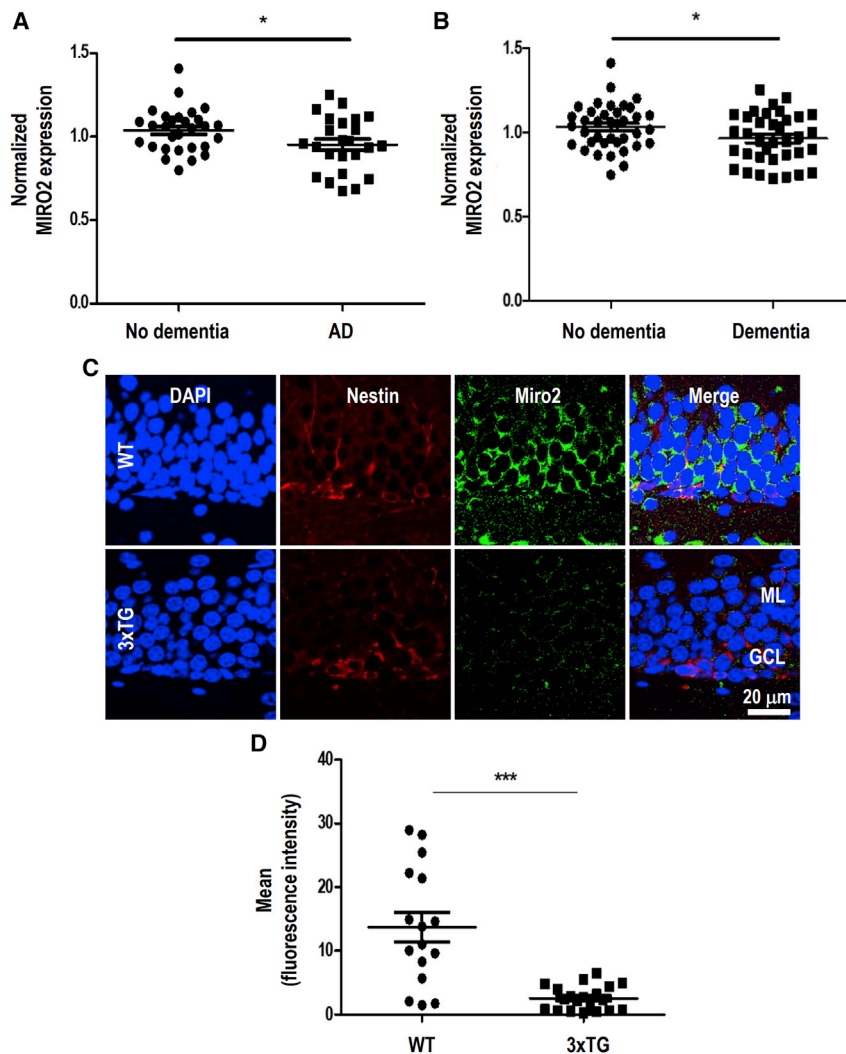 A
*
Normalized
MIRO2 expression
1.5
1.0
0.5
0.0
No dementia
AD
B
*
Normalized
MIRO2 expression
1.5
1.0
0.5
0.0
No dementia
Dementia
C
DAPI
Nestin
Miro2
Merge
WT
3xTG
ML
GCL
20 μm
D
***
Mean
(fluorescence intensity)
40
30
20
10
0
WT
3xTG